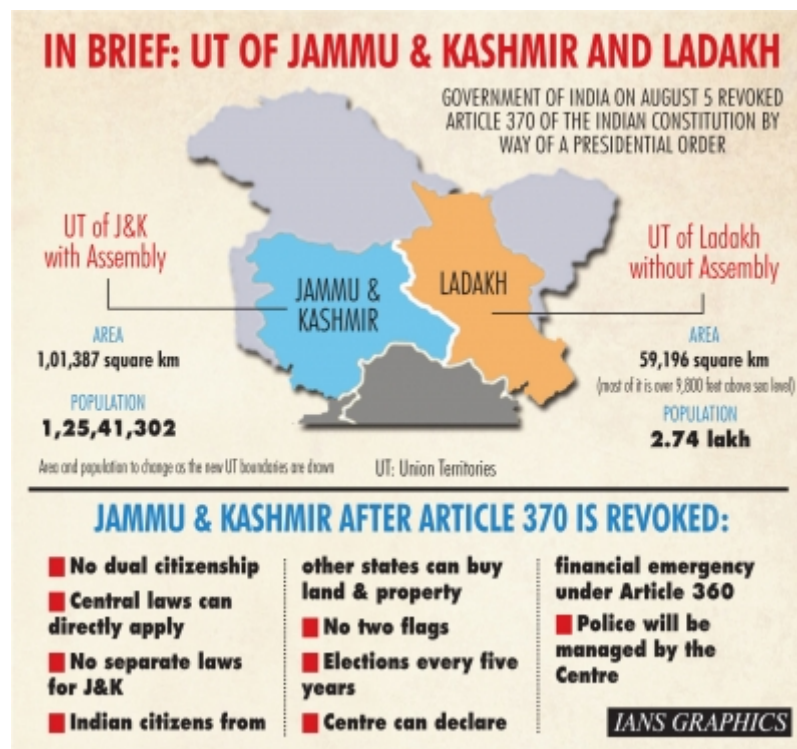 IN BRIEF: UT OF JAMMU & KASHMIR AND LADAKH
GOVERNMENT OF INDIA ON AUGUST 5 REVOKED
ARTICLE 370 OF THE INDIAN CONSTITUTION BY
WAY OF A PRESIDENTIAL ORDER
UT of J&K
with Assembly
AREA
1,01,387 square km
POPULATION
1,25,41,302
JAMMU &
KASHMIR
LADAKH
UT of Ladakh
without Assembly
AREA
59,196 square km
(most of it is over 9,800 feet above sea level)
POPULATION
2.74 lakh
Area and population to change as the new UT boundaries are drawn
UT: Union Territories
JAMMU & KASHMIR AFTER ARTICLE 370 IS REVOKED:
No dual citizenship
Central laws can
directly apply
No separate laws
for J&K
Indian citizens from
other states can buy
land & property
No two flags
Elections every five
years
Centre can declare
financial emergency
under Article 360
Police will be
managed by the
Centre
IANS GRAPHICS